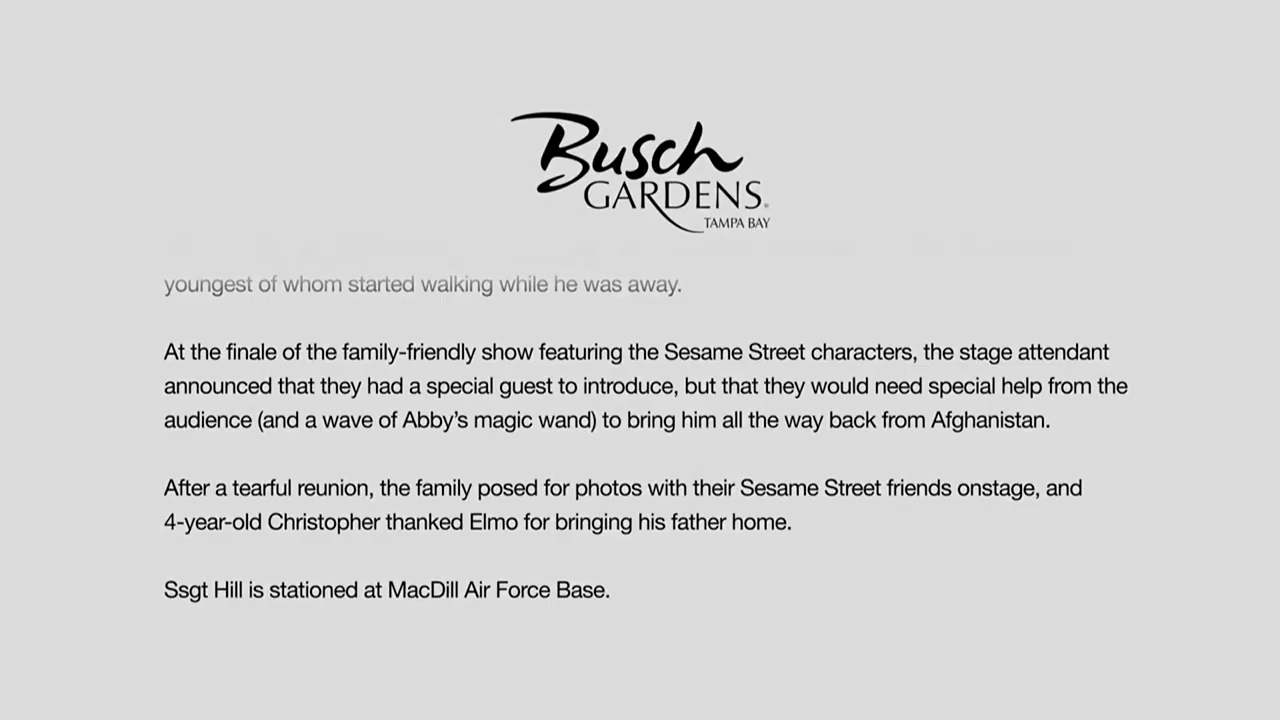 Busch
GARDENS®
TAMPA BAY
youngest of whom started walking while he was away.
At the finale of the family-friendly show featuring the Sesame Street characters, the stage attendant
announced that they had a special guest to introduce, but that they would need special help from the
audience (and a wave of Abby’s magic wand) to bring him all the way back from Afghanistan.
After a tearful reunion, the family posed for photos with their Sesame Street friends onstage, and
4-year-old Christopher thanked Elmo for bringing his father home.
Ssgt Hill is stationed at MacDill Air Force Base.